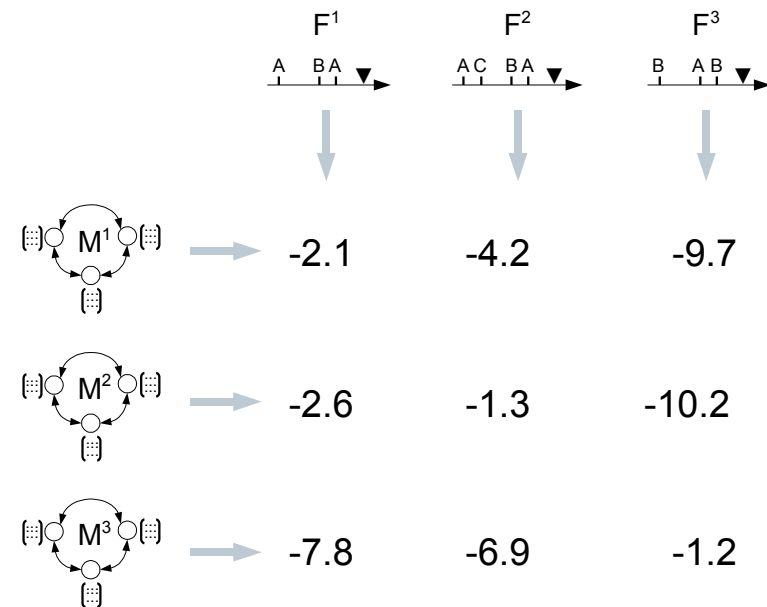 F¹ F² F³
A B A A C B A B A B
M¹ -2.1 -4.2 -9.7
M² -2.6 -1.3 -10.2
M³ -7.8 -6.9 -1.2